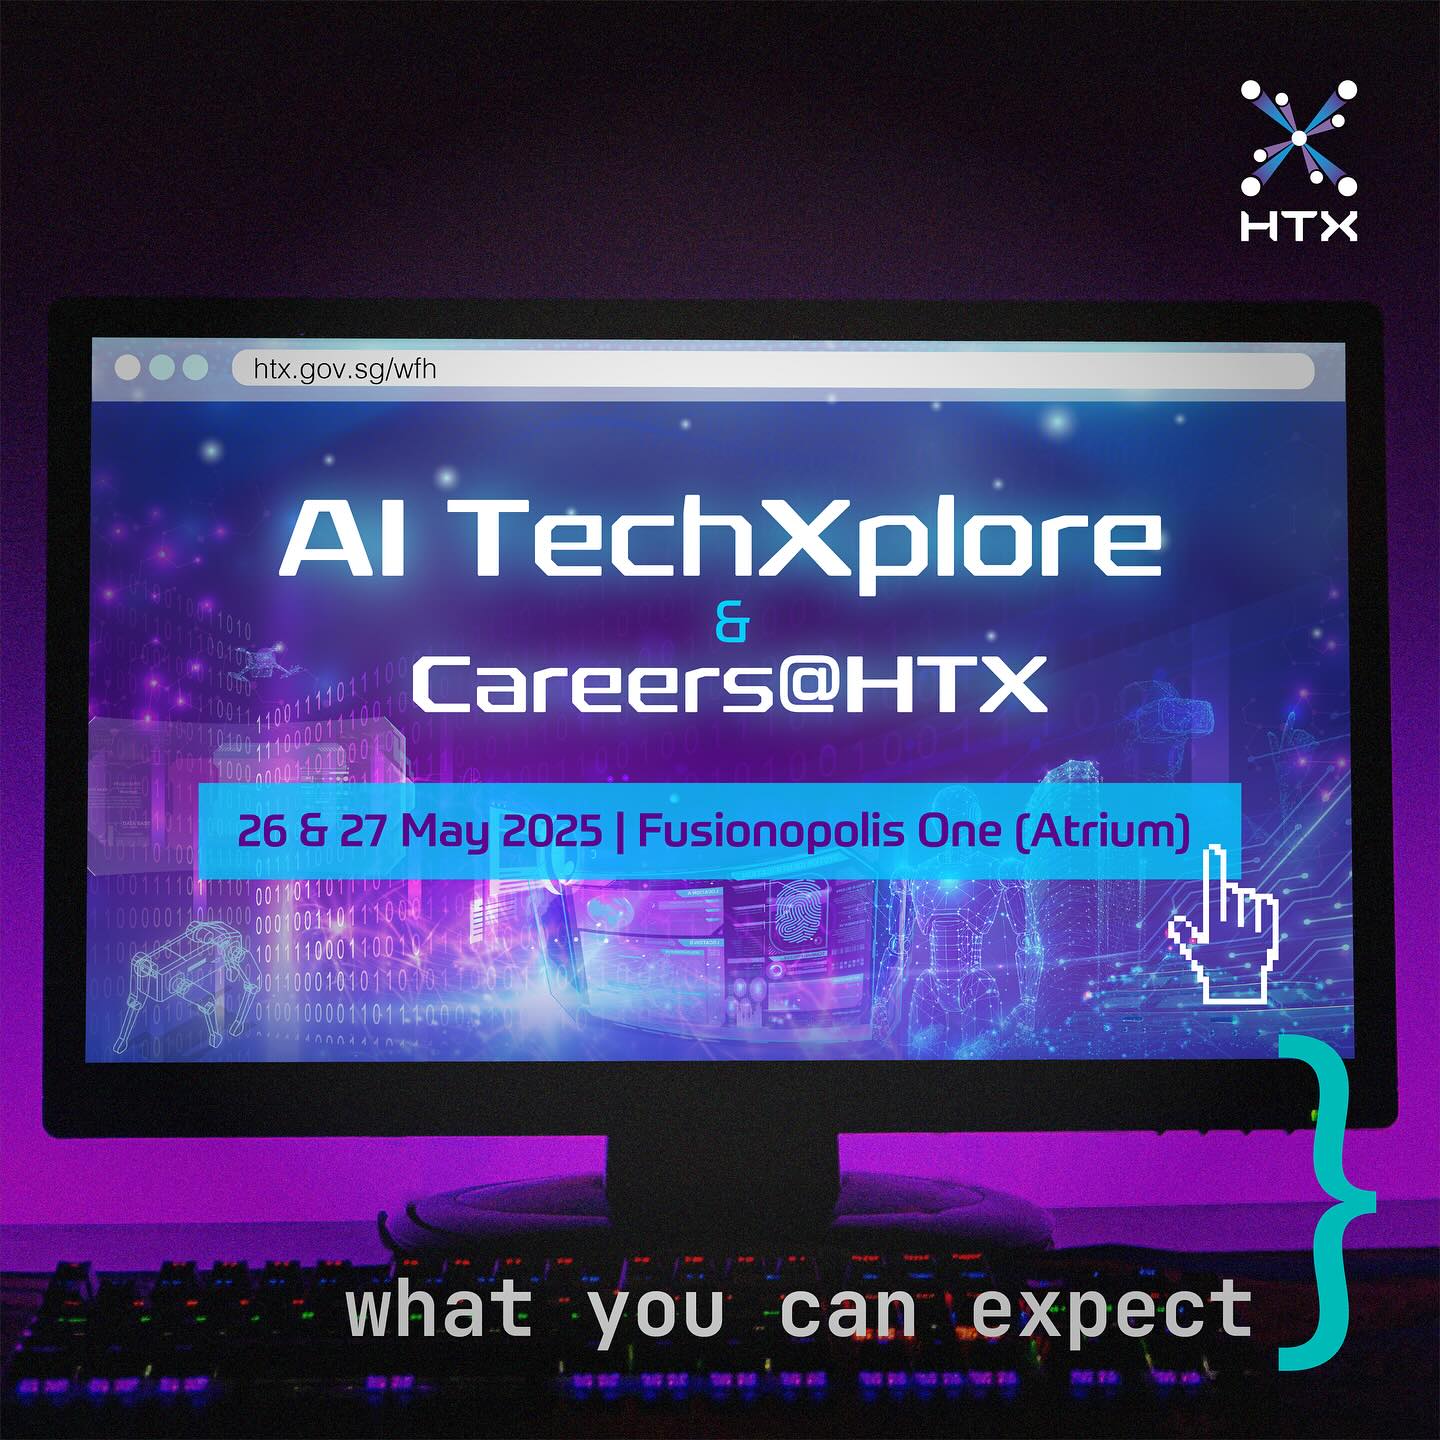 HTX
htx.gov.sg/wfh
AI TechXplore
&
Careers@HTX
26 & 27 May 2025 | Fusionopolis One (Atrium)
}
what you can expect